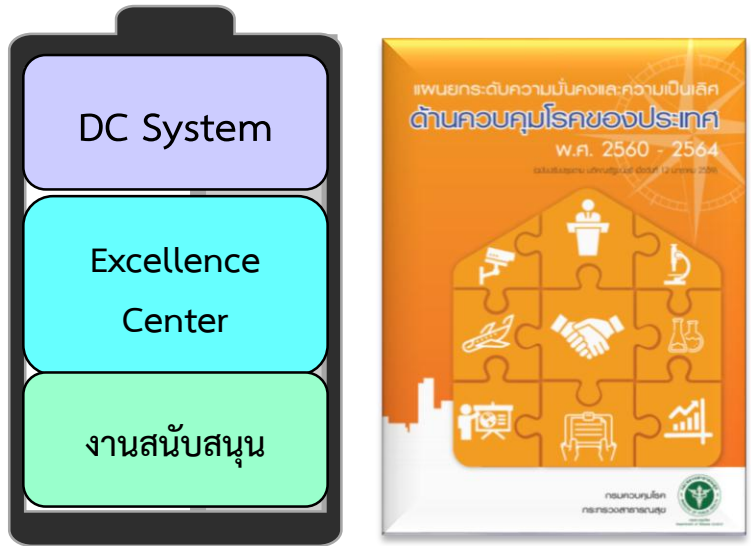 DC System
Excellence
Center
งานสนับสนุน
แผนยกระดับความมั่นคงและความเป็นเลิศ
ด้านควบคุมโรคของประเทศ
พ.ศ. 2560 - 2564
กรมควบคุมโรค
กระทรวงสาธารณสุข